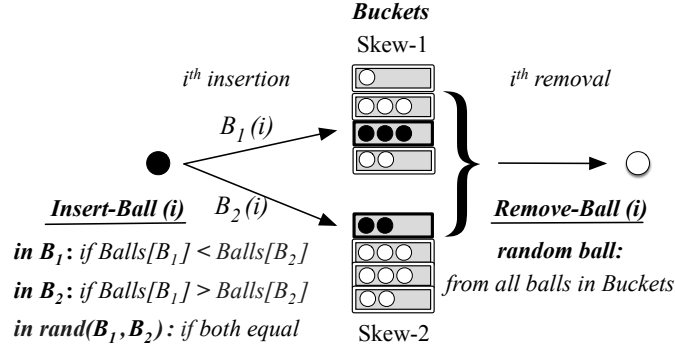 Buckets
Skew-1
iᵗʰ insertion
iᵗʰ removal
B₁(i)
B₂(i)
Insert-Ball (i)
in B₁: if Balls[B₁] < Balls[B₂]
in B₂: if Balls[B₁] > Balls[B₂]
in rand(B₁,B₂): if both equal
Remove-Ball (i)
random ball:
from all balls in Buckets
Skew-2